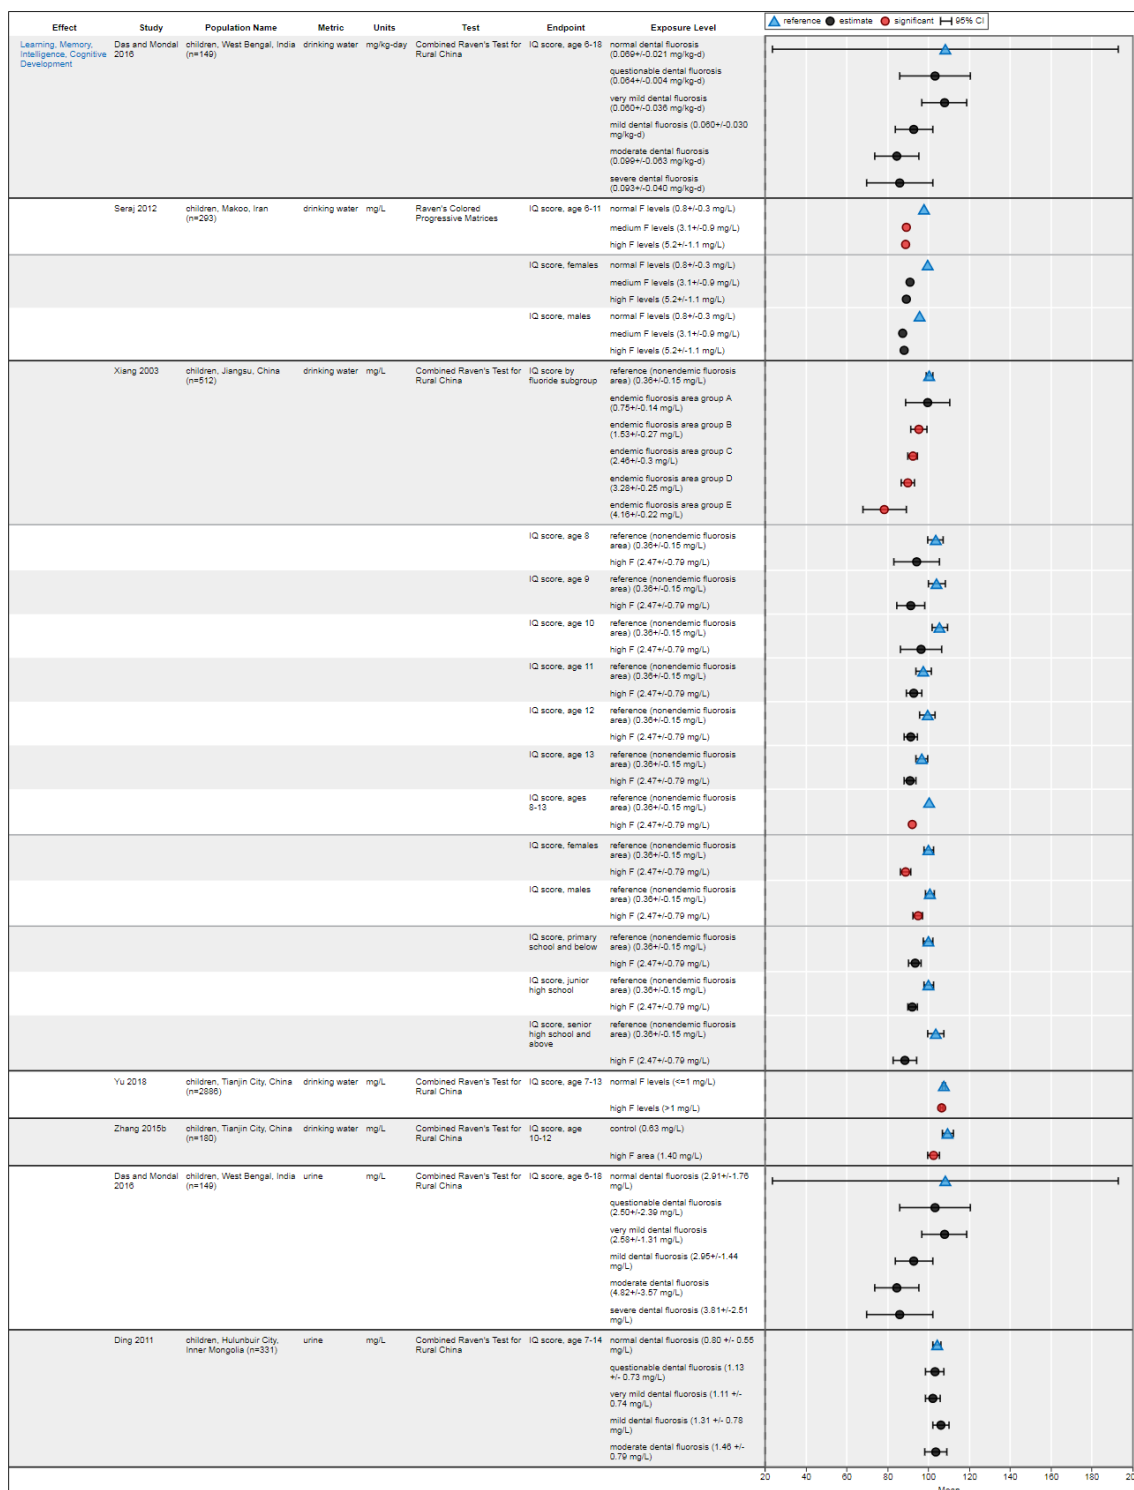 Effect Study Population Name Metric Units Test Endpoint Exposure Level
reference estimate significant 95% CI
Learning, Memory, Intelligence, Cognitive Development
Das and Mondal 2016
children, West Bengal, India (n=149)
drinking water mg/kg-day
Combined Raven's Test for Rural China
IQ score, age 6-18
normal dental fluorosis (0.069+/-0.021 mg/kg-d)
questionable dental fluorosis (0.064+/-0.004 mg/kg-d)
very mild dental fluorosis (0.060+/-0.036 mg/kg-d)
mild dental fluorosis (0.060+/-0.030 mg/kg-d)
moderate dental fluorosis (0.099+/-0.063 mg/kg-d)
severe dental fluorosis (0.093+/-0.040 mg/kg-d)
Seraj 2012
children, Makoo, Iran (n=293)
drinking water mg/L
Raven's Colored Progressive Matrices
IQ score, age 6-11
normal F levels (0.8+/-0.3 mg/L)
medium F levels (3.1+/-0.9 mg/L)
high F levels (5.2+/-1.1 mg/L)
IQ score, females
normal F levels (0.8+/-0.3 mg/L)
medium F levels (3.1+/-0.9 mg/L)
high F levels (5.2+/-1.1 mg/L)
IQ score, males
normal F levels (0.8+/-0.3 mg/L)
medium F levels (3.1+/-0.9 mg/L)
high F levels (5.2+/-1.1 mg/L)
Xiang 2003
children, Jiangsu, China (n=512)
drinking water mg/L
Combined Raven's Test for Rural China
IQ score by fluoride subgroup
reference (nonendemic fluorosis area) (0.36+/-0.15 mg/L)
endemic fluorosis area group A (0.75+/-0.14 mg/L)
endemic fluorosis area group B (1.53+/-0.27 mg/L)
endemic fluorosis area group C (2.46+/-0.3 mg/L)
endemic fluorosis area group D (3.28+/-0.25 mg/L)
endemic fluorosis area group E (4.16+/-0.22 mg/L)
IQ score, age 8
reference (nonendemic fluorosis area) (0.36+/-0.15 mg/L)
high F (2.47+/-0.79 mg/L)
IQ score, age 9
reference (nonendemic fluorosis area) (0.36+/-0.15 mg/L)
high F (2.47+/-0.79 mg/L)
IQ score, age 10
reference (nonendemic fluorosis area) (0.36+/-0.15 mg/L)
high F (2.47+/-0.79 mg/L)
IQ score, age 11
reference (nonendemic fluorosis area) (0.36+/-0.15 mg/L)
high F (2.47+/-0.79 mg/L)
IQ score, age 12
reference (nonendemic fluorosis area) (0.36+/-0.15 mg/L)
high F (2.47+/-0.79 mg/L)
IQ score, age 13
reference (nonendemic fluorosis area) (0.36+/-0.15 mg/L)
high F (2.47+/-0.79 mg/L)
IQ score, ages 8-13
reference (nonendemic fluorosis area) (0.36+/-0.15 mg/L)
high F (2.47+/-0.79 mg/L)
IQ score, females
reference (nonendemic fluorosis area) (0.36+/-0.15 mg/L)
high F (2.47+/-0.79 mg/L)
IQ score, males
reference (nonendemic fluorosis area) (0.36+/-0.15 mg/L)
high F (2.47+/-0.79 mg/L)
IQ score, primary school and below
reference (nonendemic fluorosis area) (0.36+/-0.15 mg/L)
high F (2.47+/-0.79 mg/L)
IQ score, junior high school
reference (nonendemic fluorosis area) (0.36+/-0.15 mg/L)
high F (2.47+/-0.79 mg/L)
IQ score, senior high school and above
reference (nonendemic fluorosis area) (0.36+/-0.15 mg/L)
high F (2.47+/-0.79 mg/L)
Yu 2018
children, Tianjin City, China (n=2886)
drinking water mg/L
Combined Raven's Test for Rural China
IQ score, age 7-13
normal F levels (<=1 mg/L)
high F levels (>1 mg/L)
Zhang 2015b
children, Tianjin City, China (n=180)
drinking water mg/L
Combined Raven's Test for Rural China
IQ score, age 10-12
control (0.63 mg/L)
high F area (1.40 mg/L)
Das and Mondal 2016
children, West Bengal, India (n=149)
urine mg/L
Combined Raven's Test for Rural China
IQ score, age 6-18
normal dental fluorosis (2.91+/-1.76 mg/L)
questionable dental fluorosis (2.50+/-2.39 mg/L)
very mild dental fluorosis (2.58+/-1.31 mg/L)
mild dental fluorosis (2.95+/-1.44 mg/L)
moderate dental fluorosis (4.82+/-3.57 mg/L)
severe dental fluorosis (3.81+/-2.51 mg/L)
Ding 2011
children, Hulunbuir City, Inner Mongolia (n=331)
urine mg/L
Combined Raven's Test for Rural China
IQ score, age 7-14
normal dental fluorosis (0.80 +/- 0.55 mg/L)
questionable dental fluorosis (1.13 +/- 0.73 mg/L)
very mild dental fluorosis (1.11 +/- 0.74 mg/L)
mild dental fluorosis (1.31 +/- 0.78 mg/L)
moderate dental fluorosis (1.46 +/- 0.79 mg/L)
20 40 60 80 100 120 140 160 180